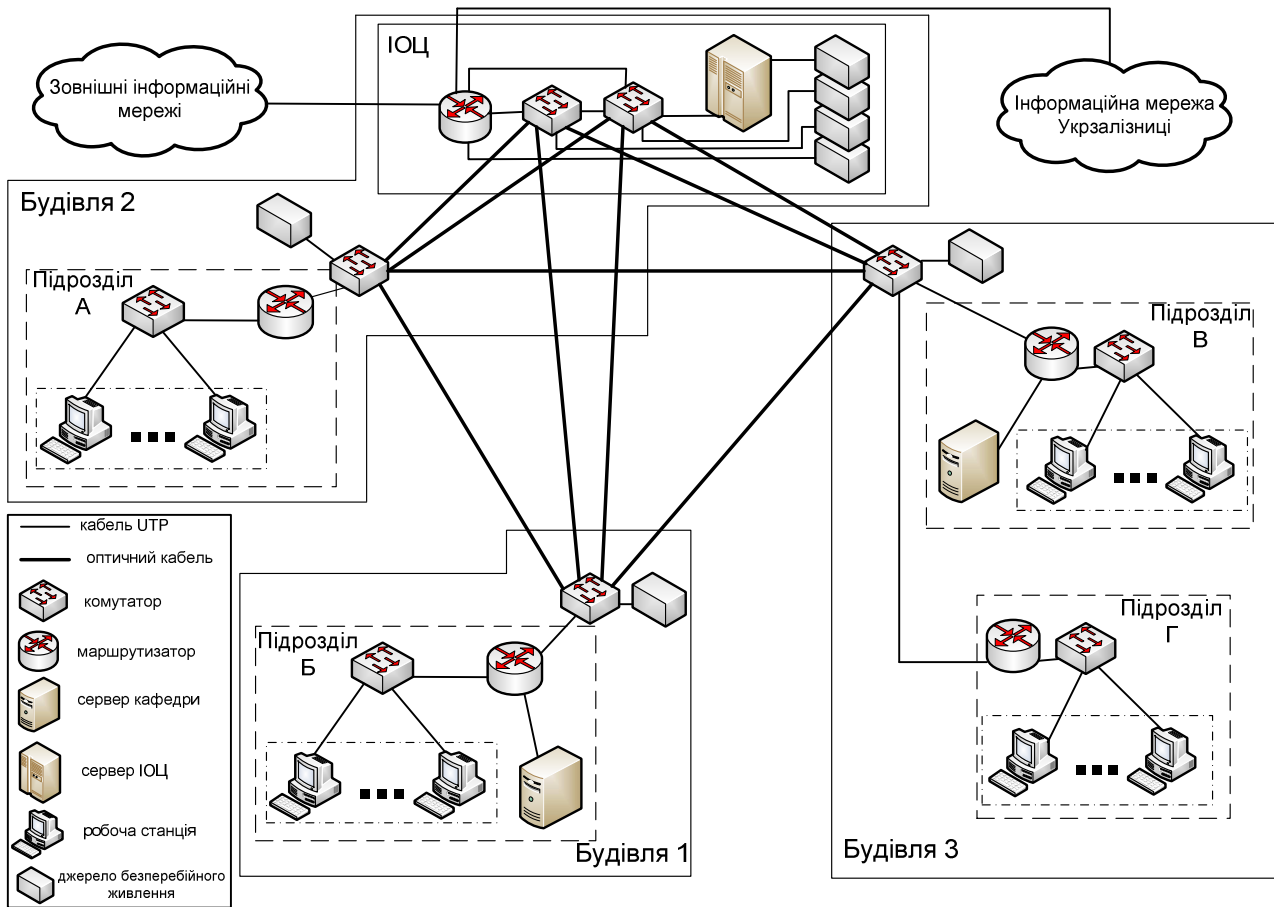 ІОЦ
Зовнішні інформаційні
мережі
Інформаційна мережа
Укрзалізниці
Будівля 2
Підрозділ
А
Підрозділ
В
кабель UTP
оптичний кабель
комутатор
маршрутизатор
сервер кафедри
сервер ІОЦ
робоча станція
джерело безперебійного
живлення
Підрозділ
Б
Будівля 1
Підрозділ
Г
Будівля 3